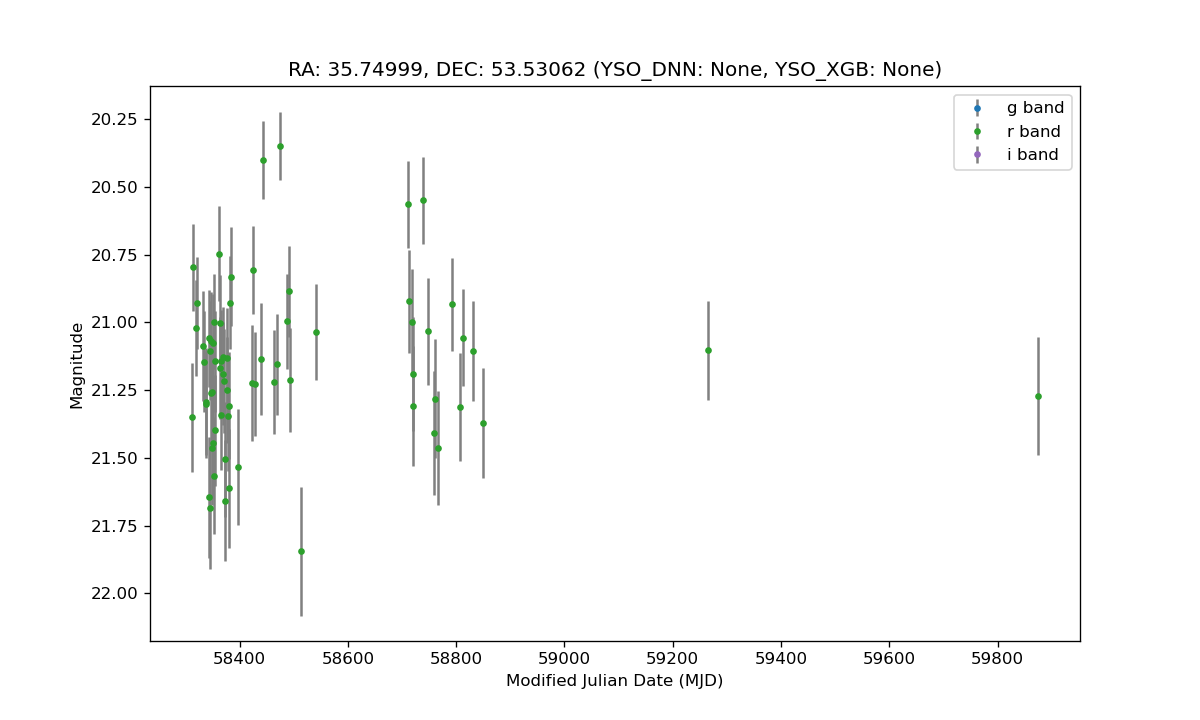 RA: 35.74999, DEC: 53.53062 (YSO_DNN: None, YSO_XGB: None)
g band
r band
i band
20.25
20.50
20.75
21.00
21.25
21.50
21.75
22.00
Magnitude
58400 58600 58800 59000 59200 59400 59600 59800
Modified Julian Date (MJD)